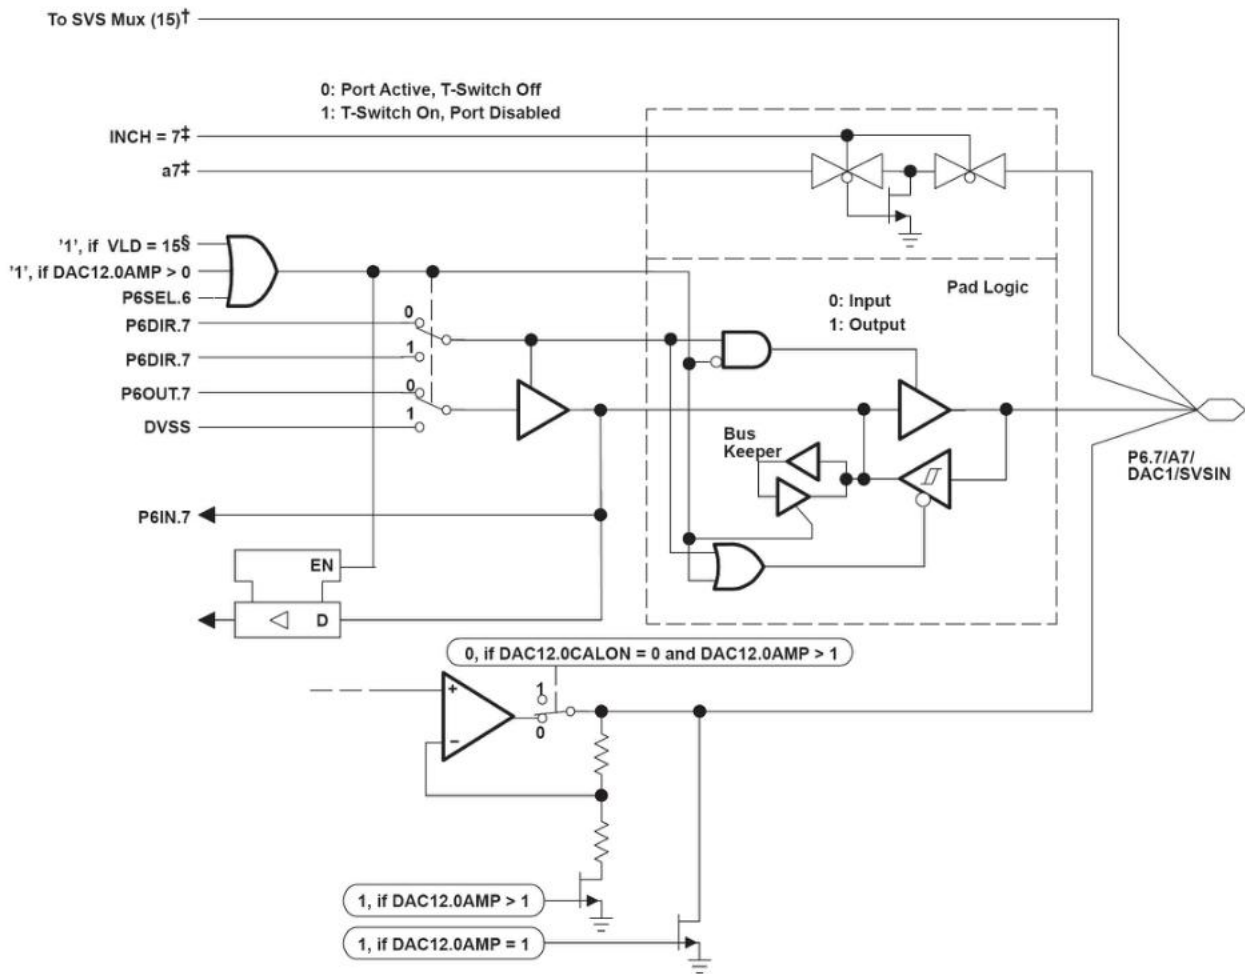 To SVS Mux (15)†
0: Port Active, T-Switch Off
1: T-Switch On, Port Disabled
INCH = 7‡
a7‡
'1', if VLD = 15§
'1', if DAC12.0AMP > 0
P6SEL.6
P6DIR.7
0
P6DIR.7
1
P6OUT.7
0
DVSS
1
Pad Logic
0: Input
1: Output
Bus
Keeper
P6.7/A7/
DAC1/SVSIN
P6IN.7
EN
D
0, if DAC12.0CALON = 0 and DAC12.0AMP > 1
+
−
1
0
1, if DAC12.0AMP > 1
1, if DAC12.0AMP = 1